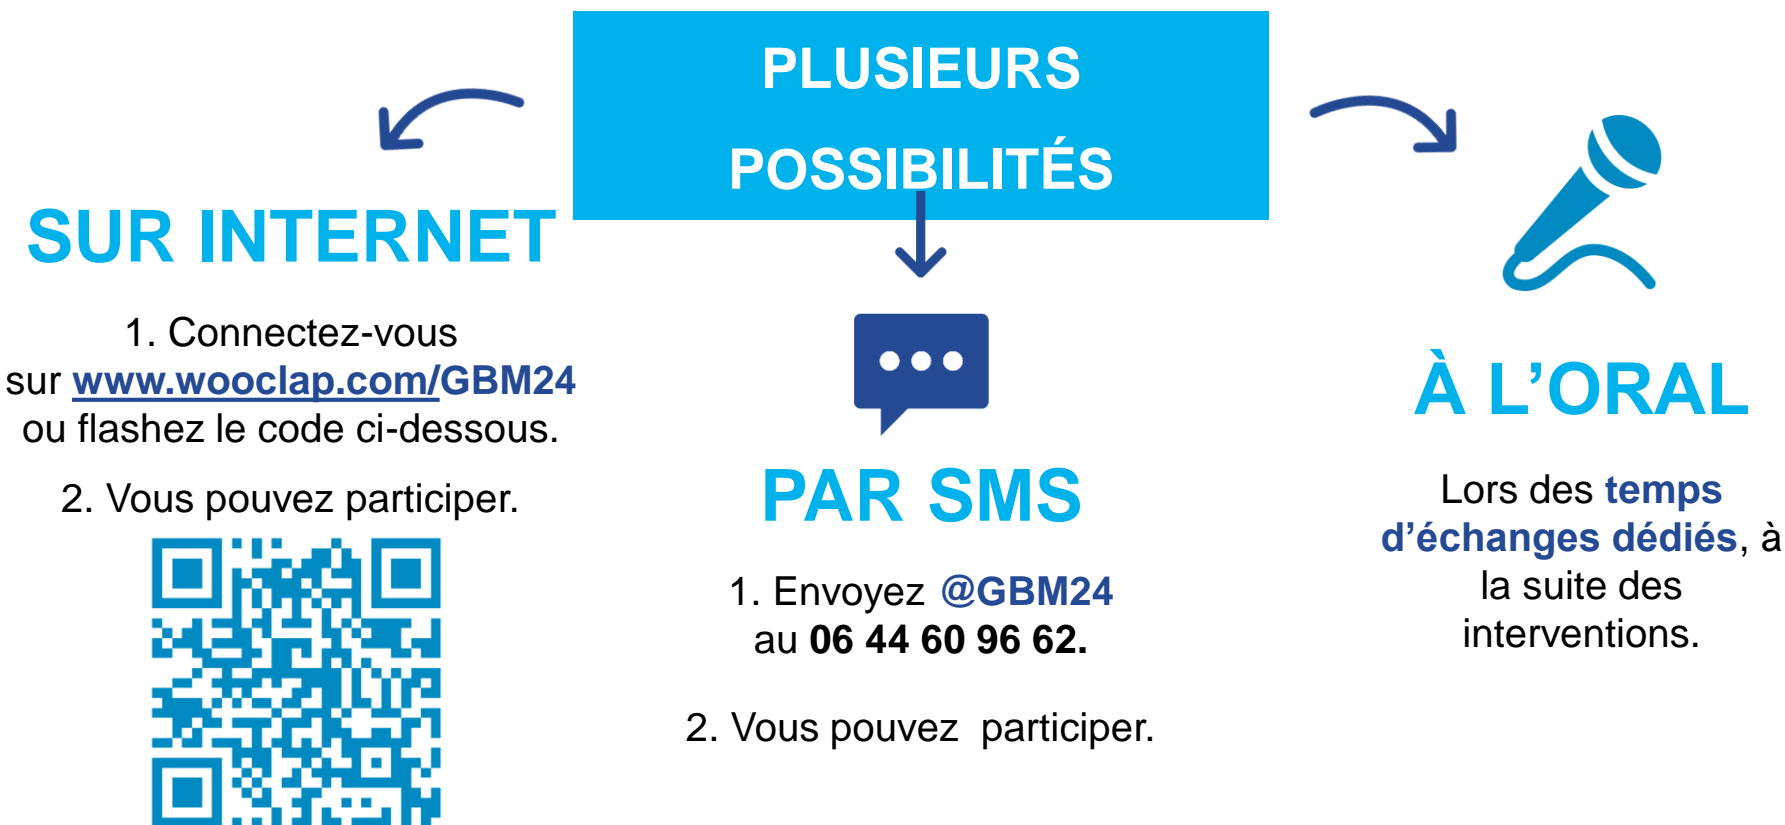 PLUSIEURS
POSSIBILITÉS
SUR INTERNET
1. Connectez-vous
sur www.wooclap.com/GBM24
ou flashez le code ci-dessous.
2. Vous pouvez participer.
PAR SMS
1. Envoyez @GBM24
au 06 44 60 96 62.
2. Vous pouvez participer.
À L’ORAL
Lors des temps
d’échanges dédiés, à
la suite des
interventions.